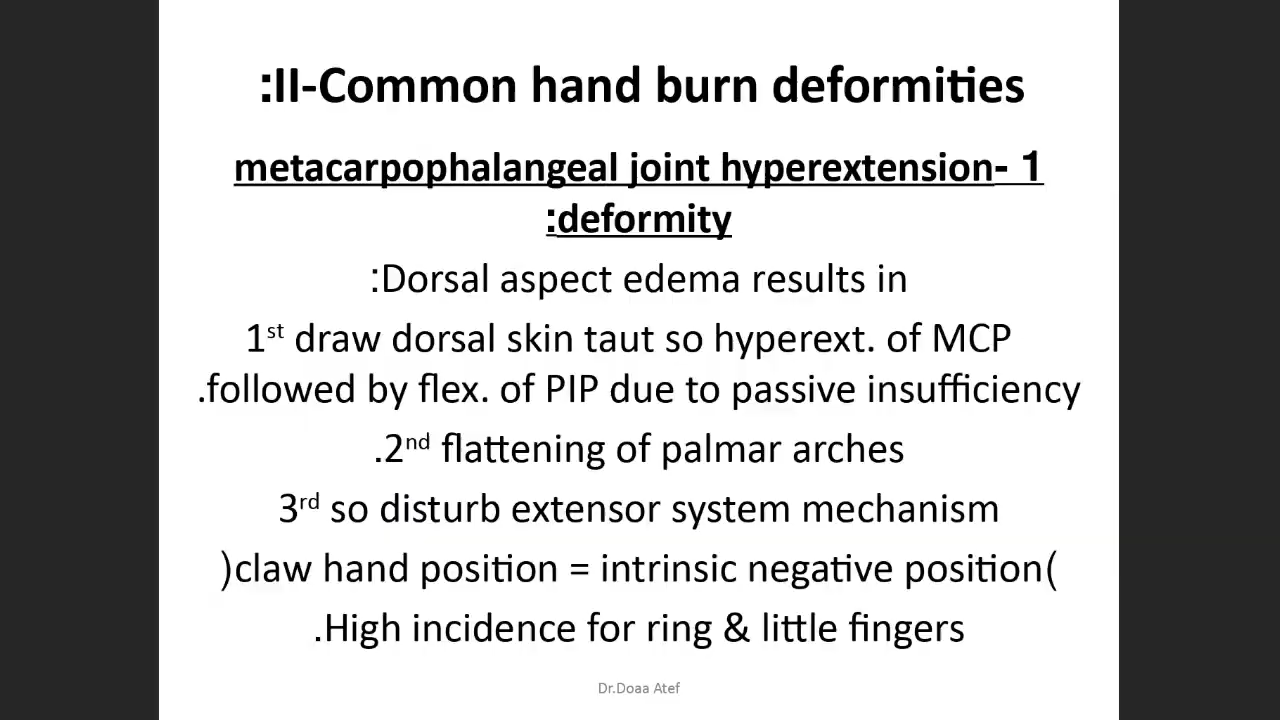 :II-Common hand burn deformities
metacarpophalangeal joint hyperextension- 1
:deformity
:Dorsal aspect edema results in
1st draw dorsal skin taut so hyperext. of MCP
.followed by flex. of PIP due to passive insufficiency
.2nd flattening of palmar arches
3rd so disturb extensor system mechanism
)claw hand position = intrinsic negative position(
.High incidence for ring & little fingers
Dr.Doaa Atef